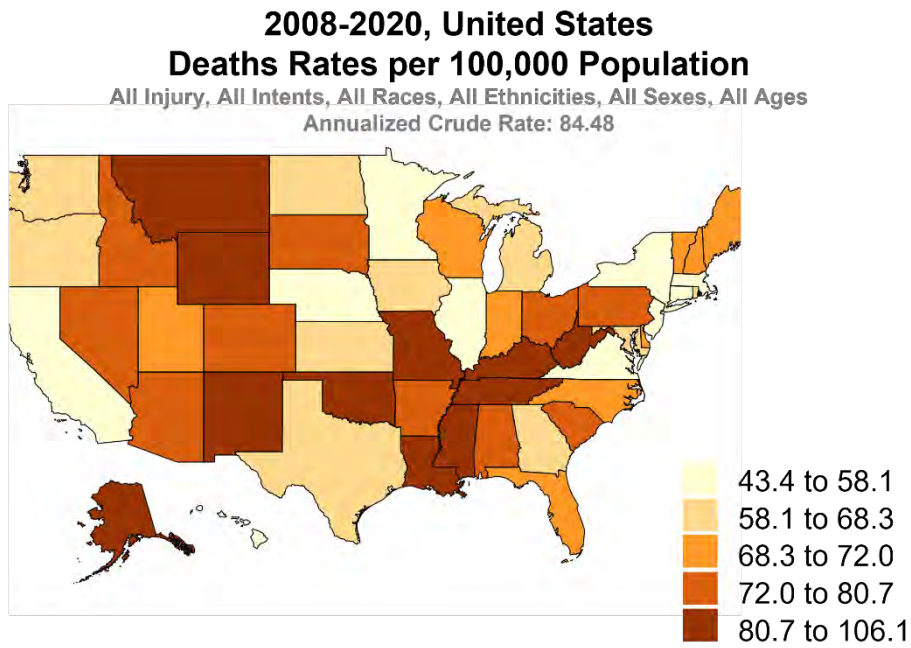 2008-2020, United States
Deaths Rates per 100,000 Population
All Injury, All Intents, All Races, All Ethnicities, All Sexes, All Ages
Annualized Crude Rate: 84.48
43.4 to 58.1
58.1 to 68.3
68.3 to 72.0
72.0 to 80.7
80.7 to 106.1